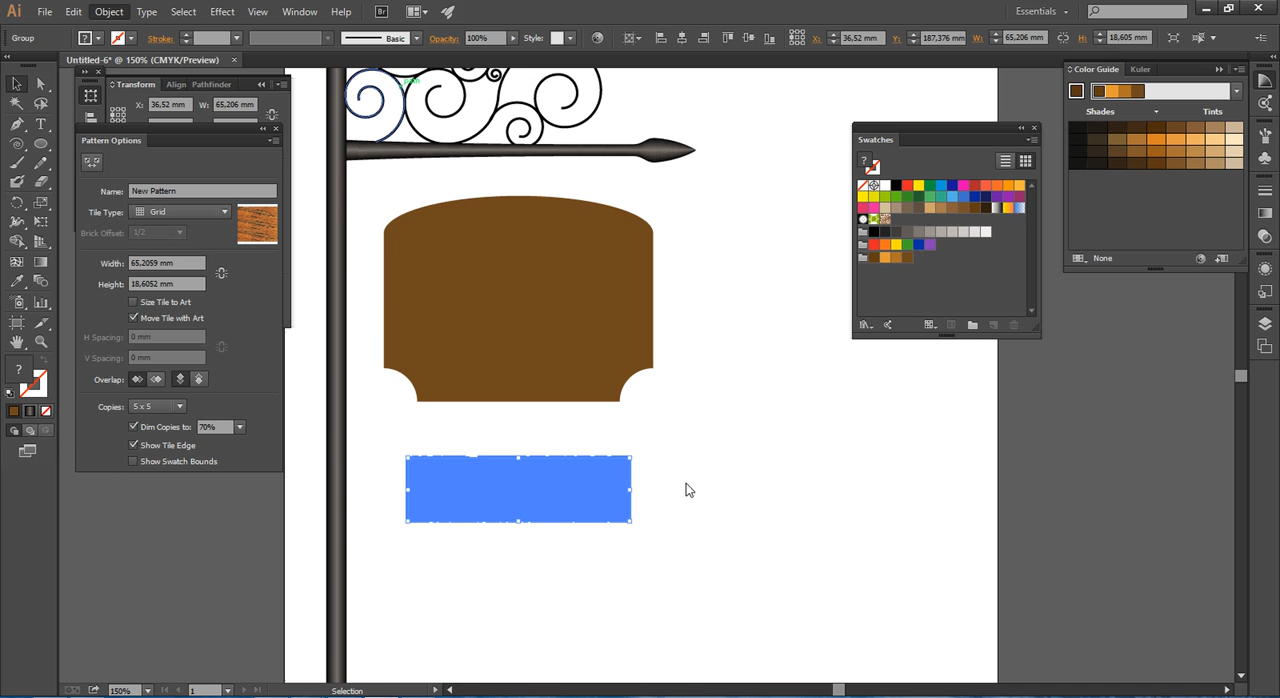 Ai File Edit Object Type Select Effect View Window Help Br Essentials
Group Stroke: Basic Opacity: 100% Style: X: 36,52 mm Y: 187,376 mm W: 65,206 mm H: 18,605 mm
Untitled-6* @ 150% (CMYK/Preview) ×
Transform Align Pathfinder
X: 36,52 W: 65,206
Pattern Options
Name: New Pattern
Tile Type: Grid
Brick Offset: 1/2
Width: 65,2059 mm
Height: 18,6052 mm
Size Tile to Art
Move Tile with Art
H Spacing: 0 mm
V Spacing: 0 mm
Overlap:
Copies: 5 x 5
Dim Copies to: 70%
Show Tile Edge
Show Swatch Bounds
Swatches
?
Color Guide Kuler
Shades Tints
None
?
150% 1 Selection